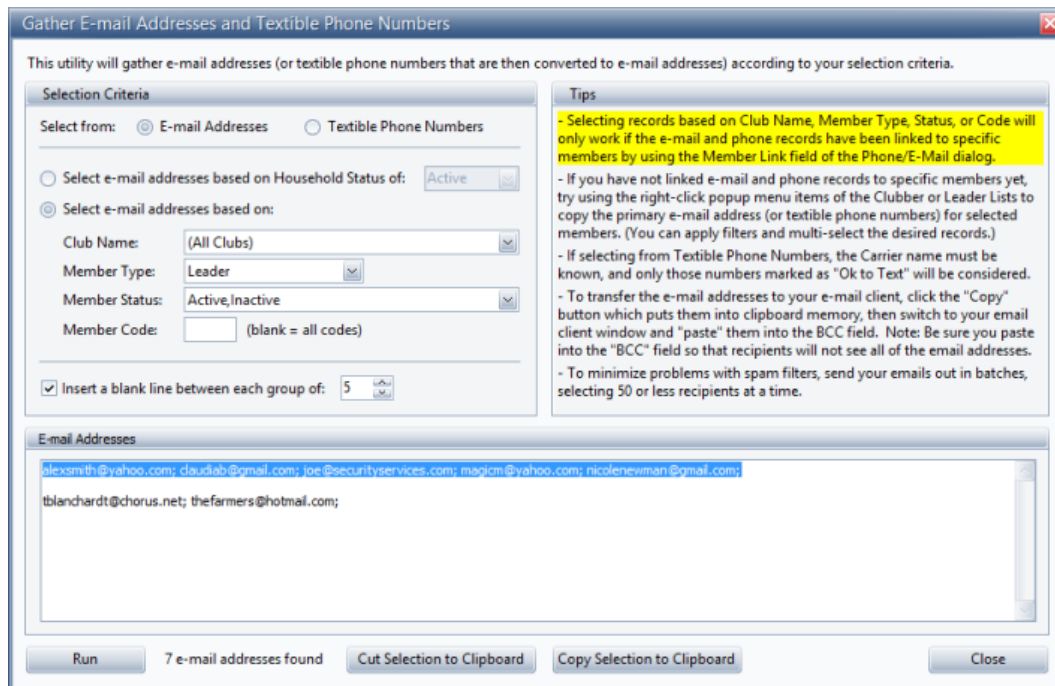 Gather E-mail Addresses and Textible Phone Numbers
This utility will gather e-mail addresses (or textible phone numbers that are then converted to e-mail addresses) according to your selection criteria.
Selection Criteria
Select from: E-mail Addresses Textible Phone Numbers
Select e-mail addresses based on Household Status of: Active
Select e-mail addresses based on:
Club Name: (All Clubs)
Member Type: Leader
Member Status: Active,Inactive
Member Code: (blank = all codes)
Insert a blank line between each group of: 5
Tips
- Selecting records based on Club Name, Member Type, Status, or Code will
only work if the e-mail and phone records have been linked to specific
members by using the Member Link field of the Phone/E-Mail dialog.
- If you have not linked e-mail and phone records to specific members yet,
try using the right-click popup menu items of the Clubber or Leader Lists to
copy the primary e-mail address (or textible phone numbers) for selected
members. (You can apply filters and multi-select the desired records.)
- If selecting from Textible Phone Numbers, the Carrier name must be
known, and only those numbers marked as "Ok to Text" will be considered.
- To transfer the e-mail addresses to your e-mail client, click the "Copy"
button which puts them into clipboard memory, then switch to your email
client window and "paste" them into the BCC field. Note: Be sure you paste
into the "BCC" field so that recipients will not see all of the email addresses.
- To minimize problems with spam filters, send your emails out in batches,
selecting 50 or less recipients at a time.
E-mail Addresses
alexsmith@yahoo.com; claudiab@gmail.com; joe@securityservices.com; magicm@yahoo.com; nicolenewman@gmail.com;
tblanchardt@chorus.net; thefarmers@hotmail.com;
Run 7 e-mail addresses found Cut Selection to Clipboard Copy Selection to Clipboard Close